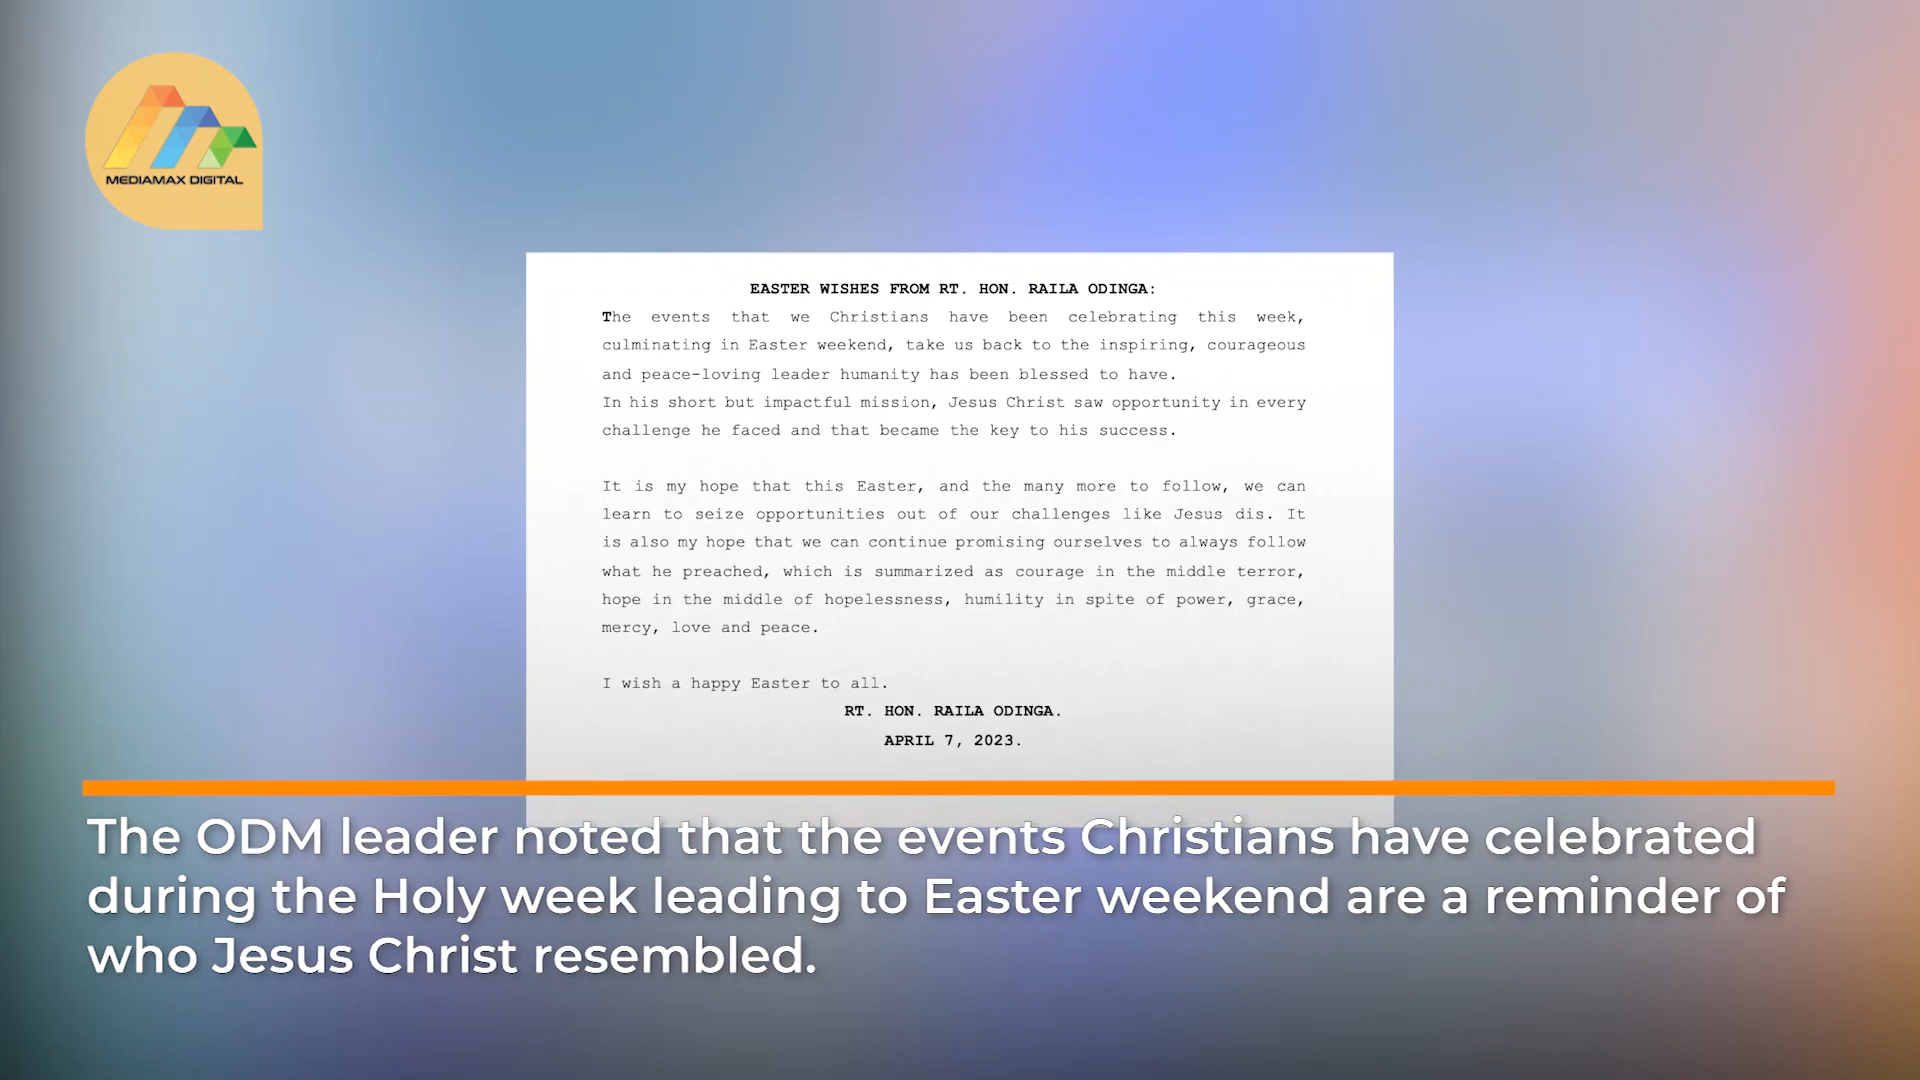 MEDIAMAX DIGITAL
EASTER WISHES FROM RT. HON. RAILA ODINGA:
The events that we Christians have been celebrating this week,
culminating in Easter weekend, take us back to the inspiring, courageous
and peace-loving leader humanity has been blessed to have.
In his short but impactful mission, Jesus Christ saw opportunity in every
challenge he faced and that became the key to his success.
It is my hope that this Easter, and the many more to follow, we can
learn to seize opportunities out of our challenges like Jesus dis. It
is also my hope that we can continue promising ourselves to always follow
what he preached, which is summarized as courage in the middle terror,
hope in the middle of hopelessness, humility in spite of power, grace,
mercy, love and peace.
I wish a happy Easter to all.
RT. HON. RAILA ODINGA.
APRIL 7, 2023.
The ODM leader noted that the events Christians have celebrated
during the Holy week leading to Easter weekend are a reminder of
who Jesus Christ resembled.